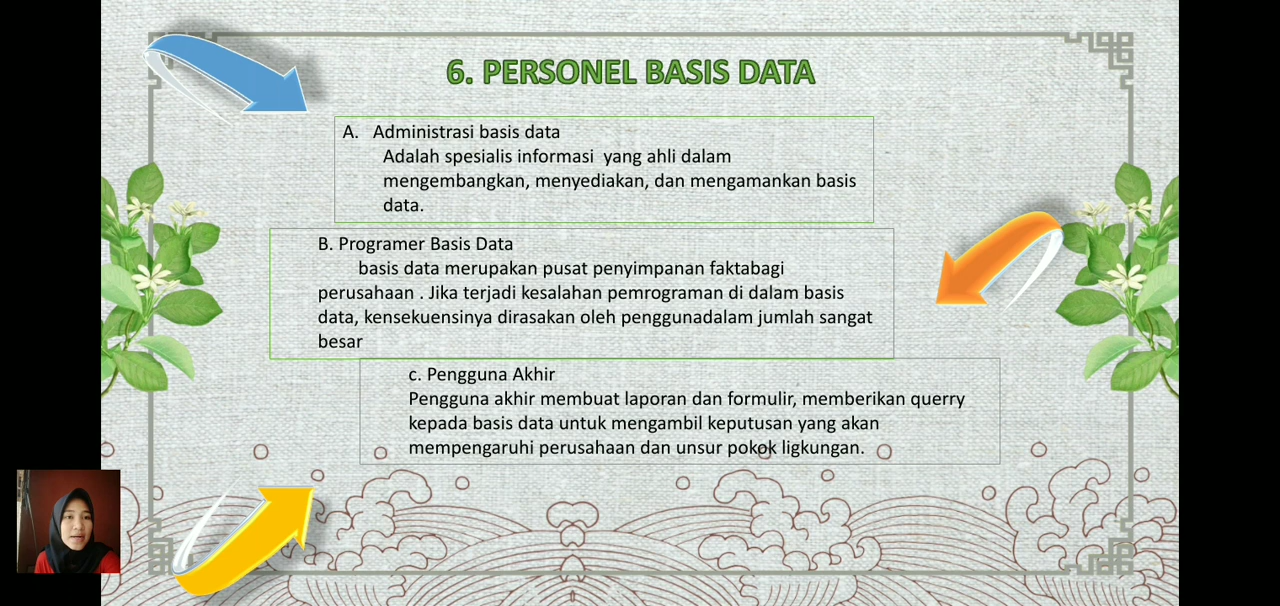 6. PERSONEL BASIS DATA
A. Administrasi basis data
Adalah spesialis informasi yang ahli dalam
mengembangkan, menyediakan, dan mengamankan basis
data.
B. Programer Basis Data
basis data merupakan pusat penyimpanan faktabagi
perusahaan . Jika terjadi kesalahan pemrograman di dalam basis
data, kensekuensinya dirasakan oleh penggunadalam jumlah sangat
besar
c. Pengguna Akhir
Pengguna akhir membuat laporan dan formulir, memberikan querry
kepada basis data untuk mengambil keputusan yang akan
mempengaruhi perusahaan dan unsur pokok ligkungan.